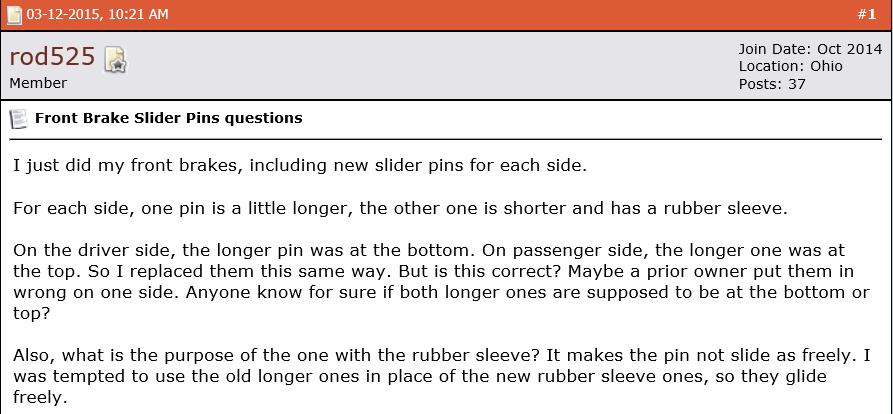 03-12-2015, 10:21 AM #1
rod525
Member
Join Date: Oct 2014
Location: Ohio
Posts: 37
Front Brake Slider Pins questions
I just did my front brakes, including new slider pins for each side.
For each side, one pin is a little longer, the other one is shorter and has a rubber sleeve.
On the driver side, the longer pin was at the bottom. On passenger side, the longer one was at
the top. So I replaced them this same way. But is this correct? Maybe a prior owner put them in
wrong on one side. Anyone know for sure if both longer ones are supposed to be at the bottom or
top?
Also, what is the purpose of the one with the rubber sleeve? It makes the pin not slide as freely. I
was tempted to use the old longer ones in place of the new rubber sleeve ones, so they glide
freely.